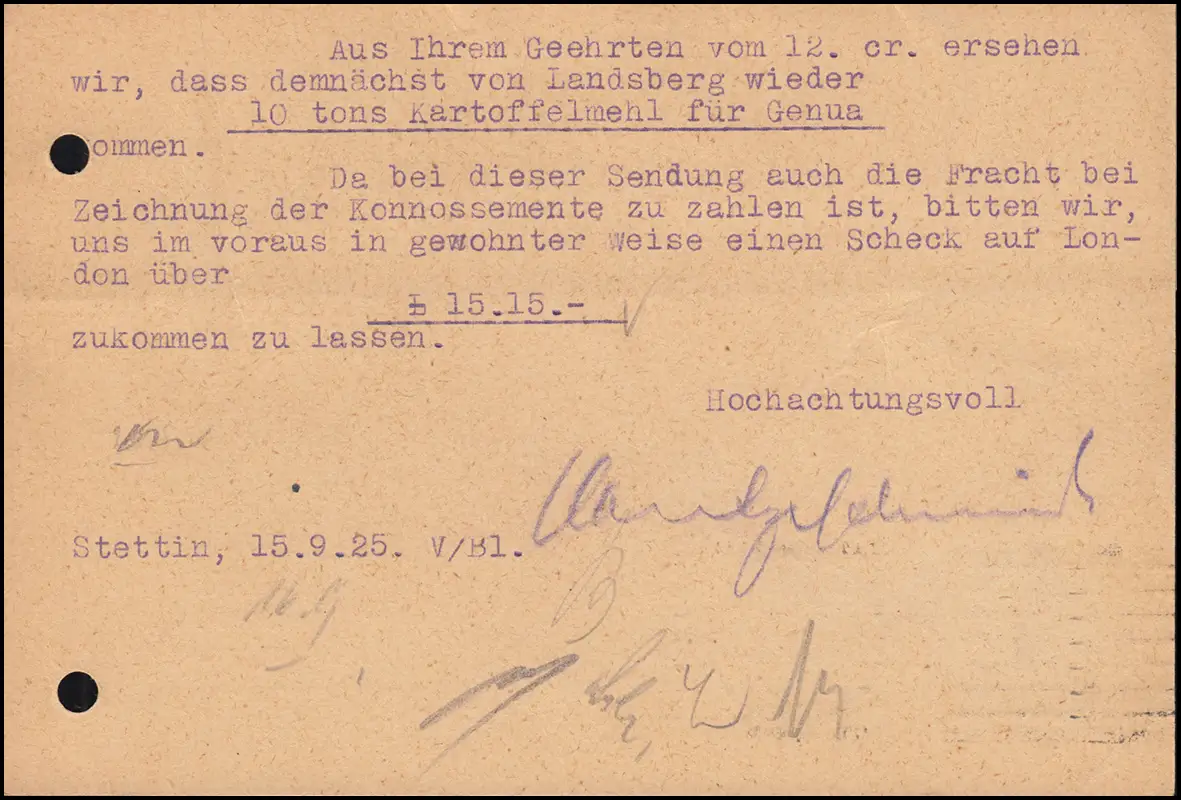 Aus Ihrem Geehrten vom 12. cr. ersehen
wir, dass demnächst von Landsberg wieder
10 tons Kartoffelmehl für Genua
ommen.
Da bei dieser Sendung auch die Fracht bei
Zeichnung der Konnossemente zu zahlen ist, bitten wir,
uns im voraus in gewohnter Weise einen Scheck auf Lon-
don über
£ 15.15.-
zukommen zu lassen.
Hochachtungsvoll
Stettin, 15.9.25. V/Bl.